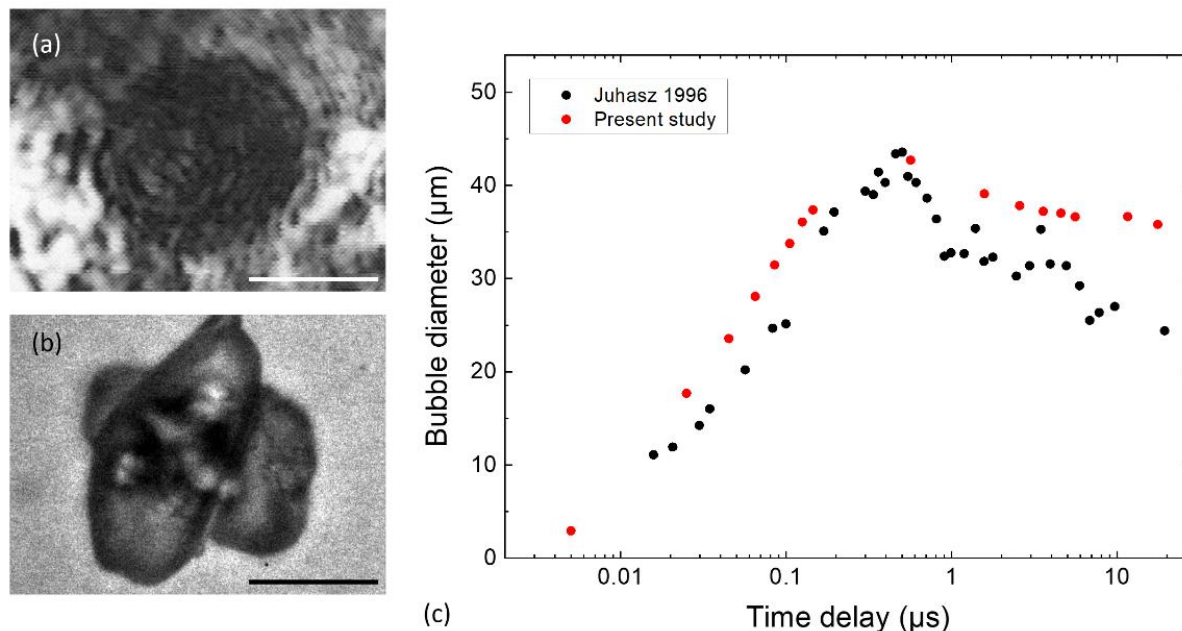 (a)
(b)
(c)
Juhasz 1996
Present study
Bubble diameter (µm)
50
40
30
20
10
0
0.01 0.1 1 10
Time delay (µs)